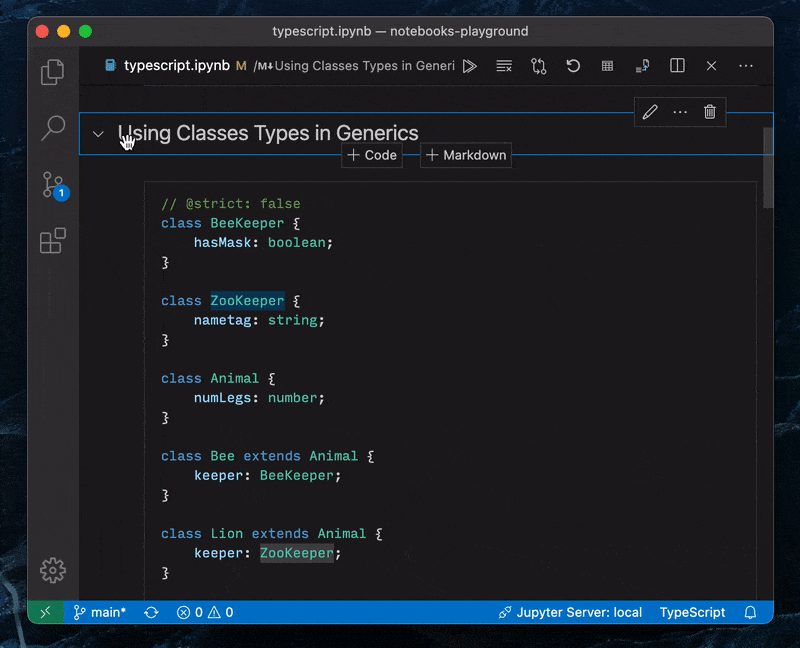 typescript.ipynb — notebooks-playground
typescript.ipynb M /M↓Using Classes Types in Generi
Using Classes Types in Generics
+ Code + Markdown
1
// @strict: false
class BeeKeeper {
    hasMask: boolean;
}
class ZooKeeper {
    nametag: string;
}
class Animal {
    numLegs: number;
}
class Bee extends Animal {
    keeper: BeeKeeper;
}
class Lion extends Animal {
    keeper: ZooKeeper;
}
main* 0 0 Jupyter Server: local TypeScript